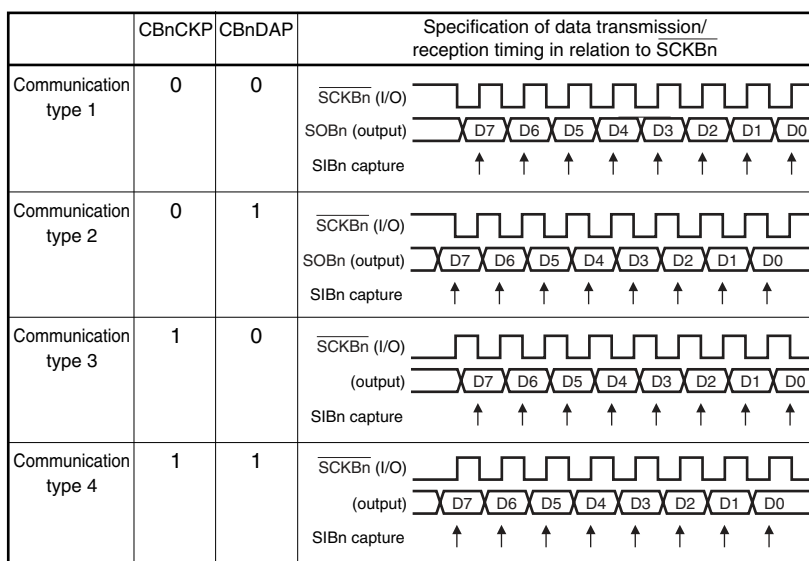 CBnCKP CBnDAP Specification of data transmission/
reception timing in relation to SCKBn
Communication type 1 0 0
SCKBn (I/O)
SOBn (output) D7 D6 D5 D4 D3 D2 D1 D0
SIBn capture
Communication type 2 0 1
SCKBn (I/O)
SOBn (output) D7 D6 D5 D4 D3 D2 D1 D0
SIBn capture
Communication type 3 1 0
SCKBn (I/O)
(output) D7 D6 D5 D4 D3 D2 D1 D0
SIBn capture
Communication type 4 1 1
SCKBn (I/O)
(output) D7 D6 D5 D4 D3 D2 D1 D0
SIBn capture